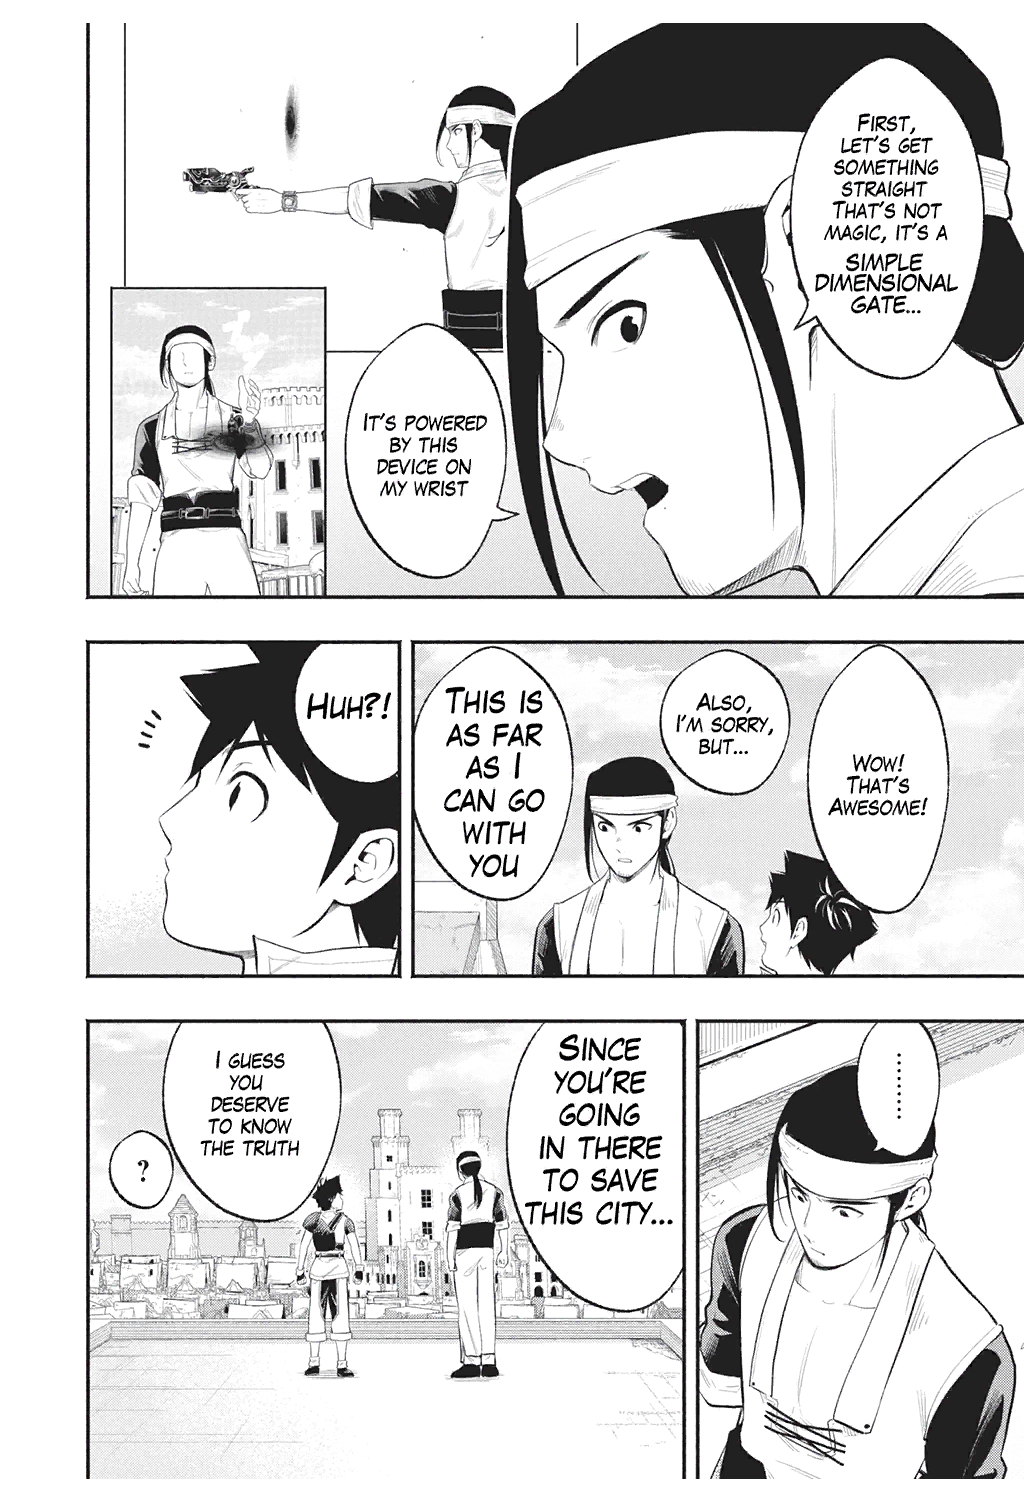 FIRST,
LET'S GET
SOMETHING
STRAIGHT
THAT'S NOT
MAGIC, IT'S A
SIMPLE
DIMENSIONAL
GATE...
IT'S POWERED
BY THIS
DEVICE ON
MY WRIST
WOW!
THAT'S
AWESOME!
ALSO,
I'M SORRY,
BUT...
THIS IS
AS FAR
AS I
CAN GO
WITH
YOU
HUH?!
.........
SINCE
YOU'RE
GOING
IN THERE
TO SAVE
THIS CITY...
I GUESS
YOU
DESERVE
TO KNOW
THE TRUTH
?